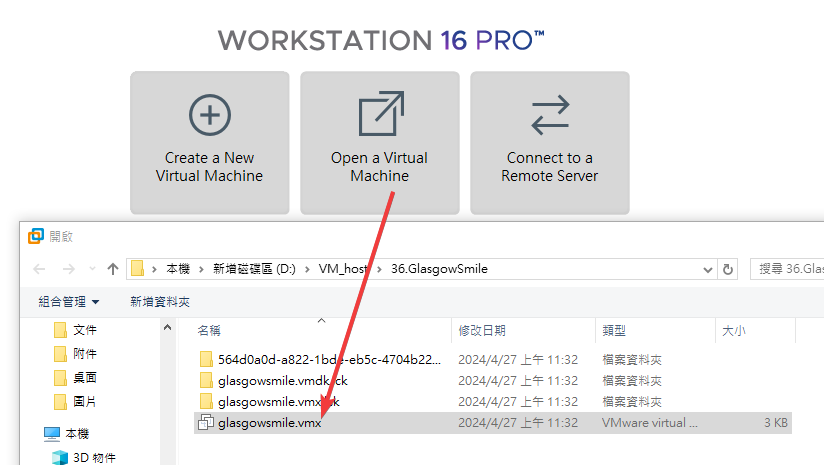 WORKSTATION 16 PRO™
Create a New
Virtual Machine
Open a Virtual
Machine
Connect to a
Remote Server
開啟
本機 › 新增磁碟區 (D:) › VM_host › 36.GlasgowSmile
搜尋 36.Gla
組合管理 新增資料夾
文件
附件
桌面
圖片
本機
3D 物件
名稱 修改日期 類型 大小
564d0a0d-a822-1bde-eb5c-4704b22... 2024/4/27 上午 11:32 檔案資料夾
glasgowsmile.vmdk.lck 2024/4/27 上午 11:32 檔案資料夾
glasgowsmile.vmx.lck 2024/4/27 上午 11:32 檔案資料夾
glasgowsmile.vmx 2024/4/27 上午 11:32 VMware virtual ... 3 KB